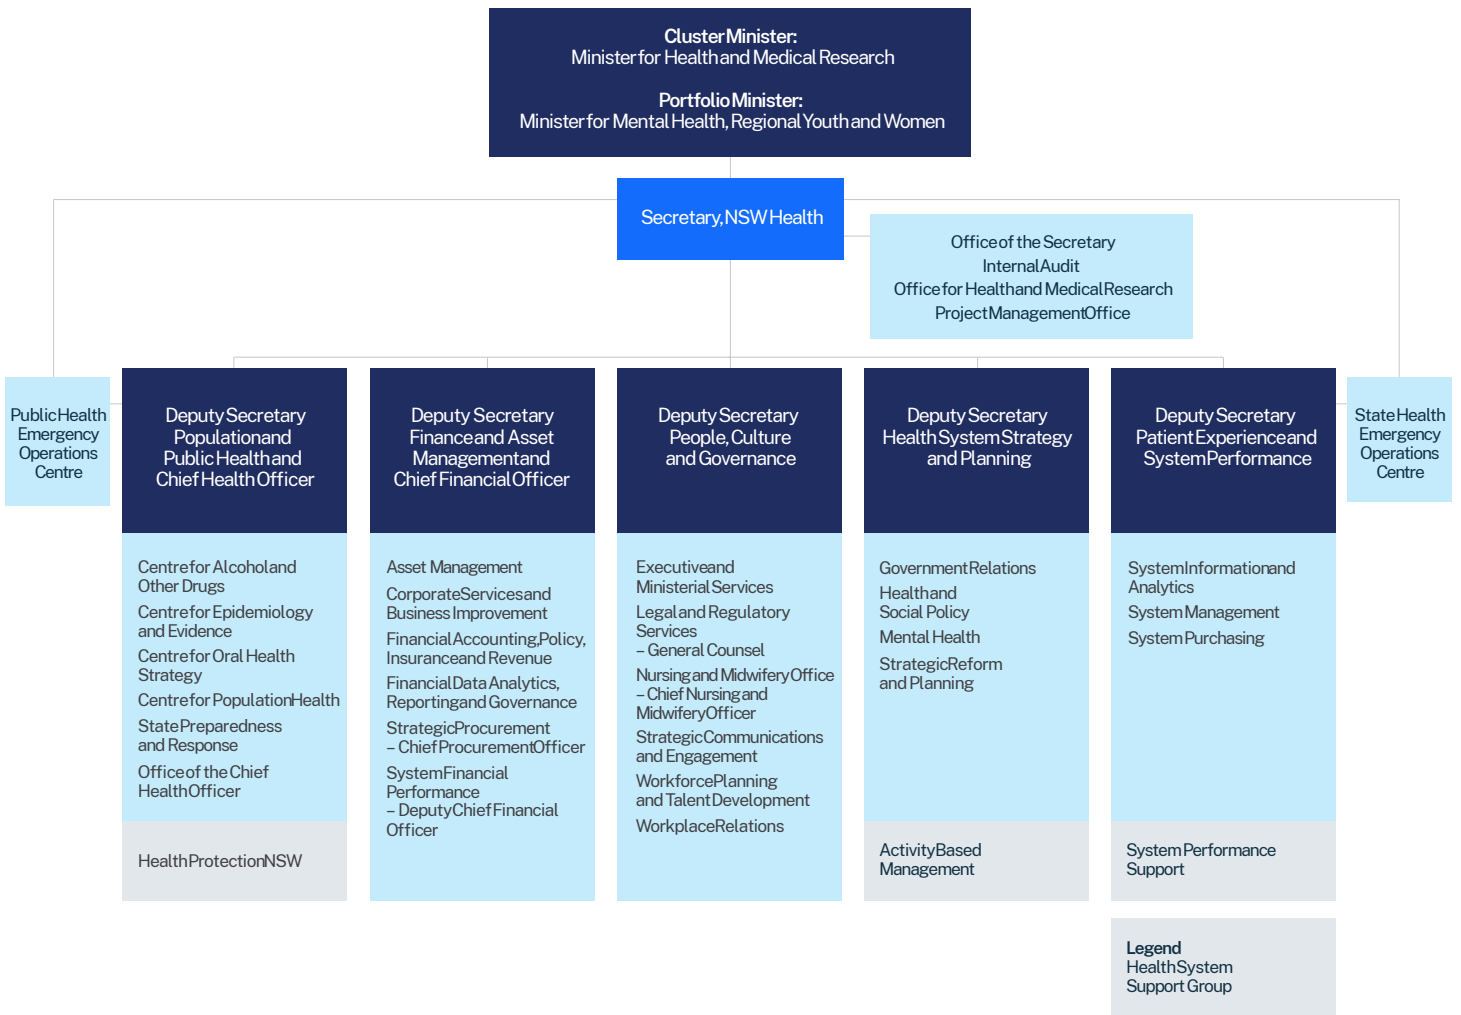 Cluster Minister:
Minister for Health and Medical Research
Portfolio Minister:
Minister for Mental Health, Regional Youth and Women
Secretary, NSW Health
Office of the Secretary
Internal Audit
Office for Health and Medical Research
Project Management Office
Public Health
Emergency
Operations
Centre
Deputy Secretary
Population and
Public Health and
Chief Health Officer
Centre for Alcohol and
Other Drugs
Centre for Epidemiology
and Evidence
Centre for Oral Health
Strategy
Centre for Population Health
State Preparedness
and Response
Office of the Chief
Health Officer
Health Protection NSW
Deputy Secretary
Finance and Asset
Management and
Chief Financial Officer
Asset Management
Corporate Services and
Business Improvement
Financial Accounting, Policy,
Insurance and Revenue
Financial Data Analytics,
Reporting and Governance
Strategic Procurement
– Chief Procurement Officer
System Financial
Performance
– Deputy Chief Financial
Officer
Deputy Secretary
People, Culture
and Governance
Executive and
Ministerial Services
Legal and Regulatory
Services
– General Counsel
Nursing and Midwifery Office
– Chief Nursing and
Midwifery Officer
Strategic Communications
and Engagement
Workforce Planning
and Talent Development
Workplace Relations
Deputy Secretary
Health System Strategy
and Planning
Government Relations
Health and
Social Policy
Mental Health
Strategic Reform
and Planning
Activity Based
Management
Deputy Secretary
Patient Experience and
System Performance
System Information and
Analytics
System Management
System Purchasing
System Performance
Support
State Health
Emergency
Operations
Centre
Legend
Health System
Support Group